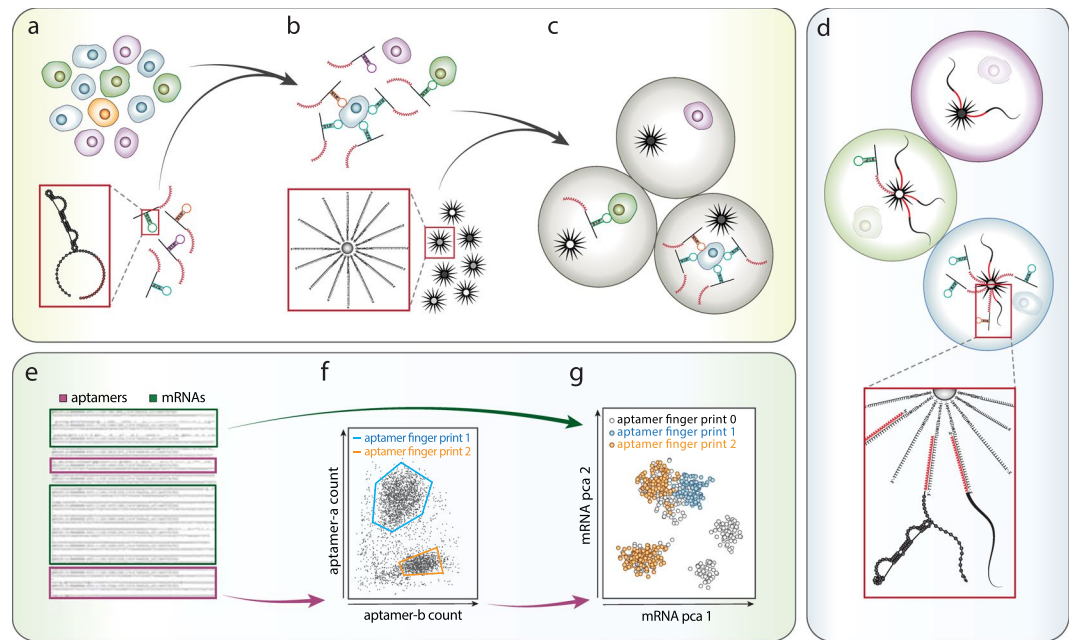 a
b
c
d
e
aptamers
mRNAs
f
aptamer finger print 1
aptamer finger print 2
aptamer-a count
aptamer-b count
g
aptamer finger print 0
aptamer finger print 1
aptamer finger print 2
mRNA pca 2
mRNA pca 1